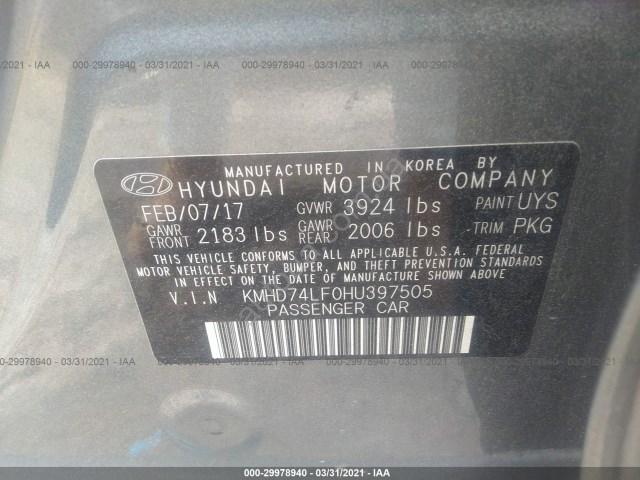 000-29978940 - 03/31/2021 - IAA
MANUFACTURED IN KOREA BY
HYUNDAI MOTOR COMPANY
FEB/07/17 GVWR 3924 lbs PAINT UYS
GAWR FRONT 2183 lbs GAWR REAR 2006 lbs TRIM PKG
THIS VEHICLE CONFORMS TO ALL APPLICABLE U.S.A. FEDERAL
MOTOR VEHICLE SAFETY, BUMPER, AND THEFT PREVENTION STANDARDS
IN EFFECT ON THE DATE OF MANUFACTURE SHOWN ABOVE.
V.I.N KMHD74LF0HU397505
PASSENGER CAR
000-29978940 - 03/31/2021 - IAA
000-29978940 - 03/31/2021 - IAA